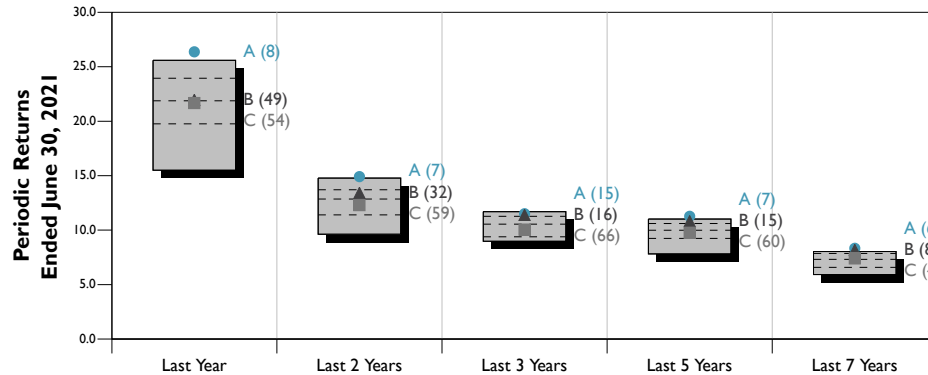 Periodic Returns
Ended June 30, 2021
30.0
25.0
20.0
15.0
10.0
5.0
0.0
A (8)
B (49)
C (54)
A (7)
B (32)
C (59)
A (15)
B (16)
C (66)
A (7)
B (15)
C (60)
A
B (8
C
Last Year
Last 2 Years
Last 3 Years
Last 5 Years
Last 7 Years